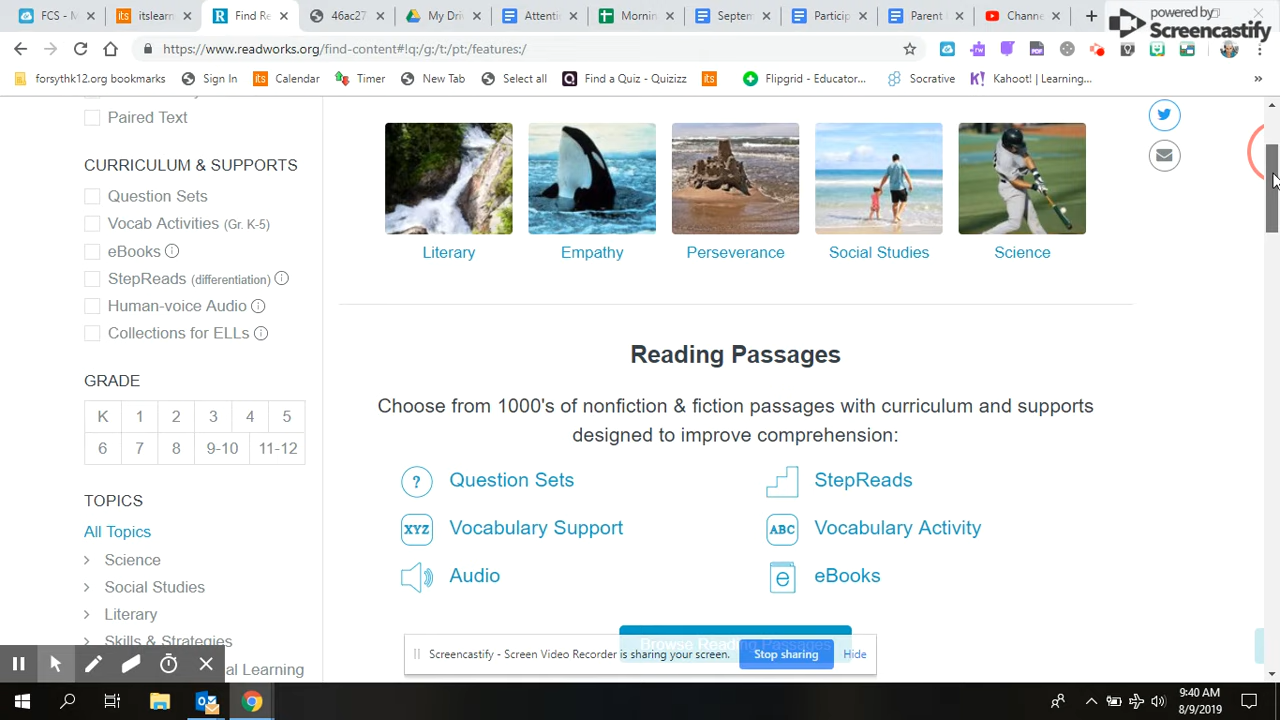 FCS - M
itslearn
Find Re
46ac27
My Dri
Attenti
Mornin
Septem
Particip
Parent I
Channe
powered by
Screencastify
https://www.readworks.org/find-content#!q:/g:/t:/pt:/features:/
forsythk12.org bookmarks
Sign In
Calendar
Timer
New Tab
Select all
Find a Quiz - Quizizz
Flipgrid - Educator...
Socrative
Kahoot! | Learning...
Paired Text
CURRICULUM & SUPPORTS
Question Sets
Vocab Activities (Gr. K-5)
eBooks
StepReads (differentiation)
Human-voice Audio
Collections for ELLs
GRADE
K 1 2 3 4 5
6 7 8 9-10 11-12
TOPICS
All Topics
Science
Social Studies
Literary
Skills & Strategies
al Learning
Literary
Empathy
Perseverance
Social Studies
Science
Reading Passages
Choose from 1000's of nonfiction & fiction passages with curriculum and supports
designed to improve comprehension:
? Question Sets
StepReads
XYZ Vocabulary Support
ABC Vocabulary Activity
Audio
e eBooks
Browse Reading Passages
Screencastify - Screen Video Recorder is sharing your screen.
Stop sharing
Hide
9:40 AM
8/9/2019